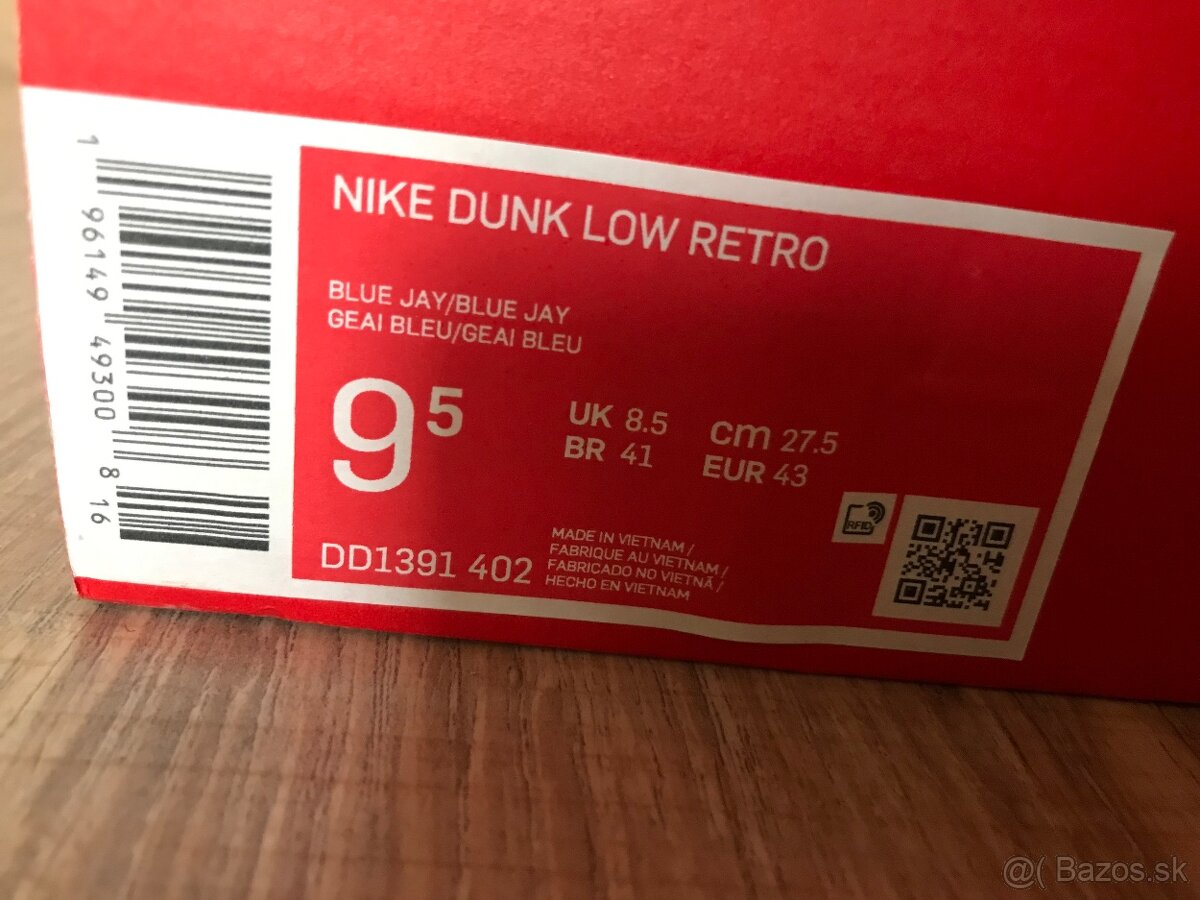 1 96149 49300 8 16
NIKE DUNK LOW RETRO
BLUE JAY/BLUE JAY
GEAI BLEU/GEAI BLEU
9⁵
UK 8.5
BR 41
cm 27.5
EUR 43
DD1391 402
MADE IN VIETNAM /
FABRIQUE AU VIETNAM /
FABRICADO NO VIETNÃ /
HECHO EN VIETNAM
RFID
@( Bazos.sk